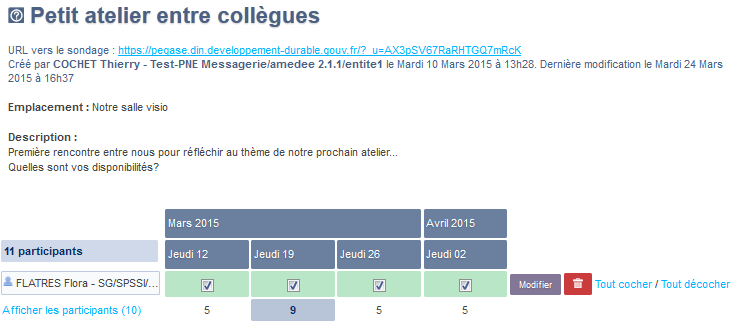 Petit atelier entre collègues
URL vers le sondage : https://pegase.din.developpement-durable.gouv.fr/?_u=AX3pSV67RaRHTGQ7mRcK
Créé par COCHET Thierry - Test-PNE Messagerie/amedee 2.1.1/entite1 le Mardi 10 Mars 2015 à 13h28. Dernière modification le Mardi 24 Mars
2015 à 16h37
Emplacement : Notre salle visio
Description :
Première rencontre entre nous pour réfléchir au thème de notre prochain atelier...
Quelles sont vos disponibilités?
Mars 2015 Avril 2015
11 participants Jeudi 12 Jeudi 19 Jeudi 26 Jeudi 02
FLATRES Flora - SG/SPSSI/... Modifier Tout cocher / Tout décocher
Afficher les participants (10) 5 9 5 5